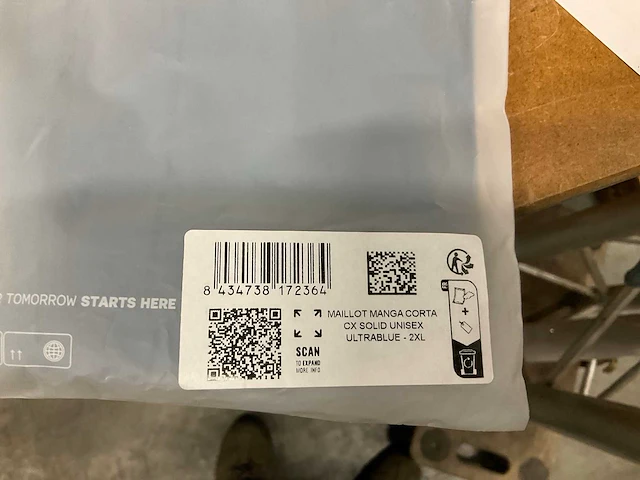 TOMORROW STARTS HERE
8 434738 172364
MAILLOT MANGA CORTA
CX SOLID UNISEX
ULTRABLUE - 2XL
SCAN
TO EXPAND
MORE INFO